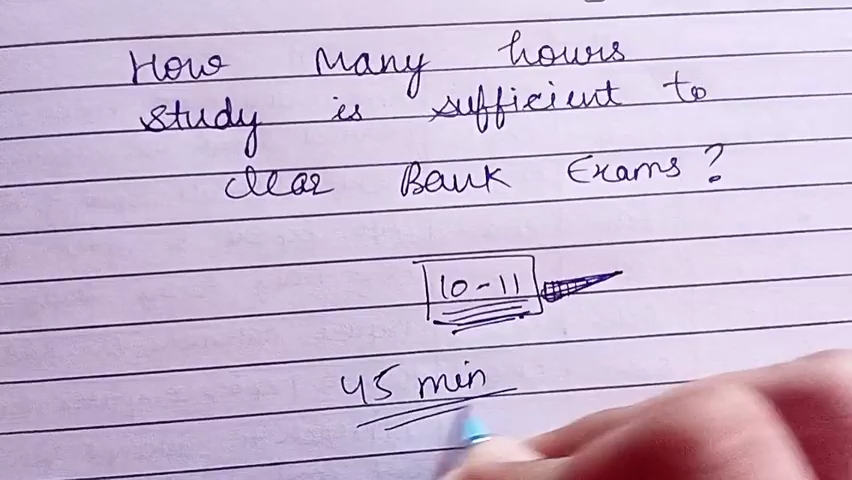 How Many hours
study is sufficient to
clear Bank Exams?
10-11
45 min